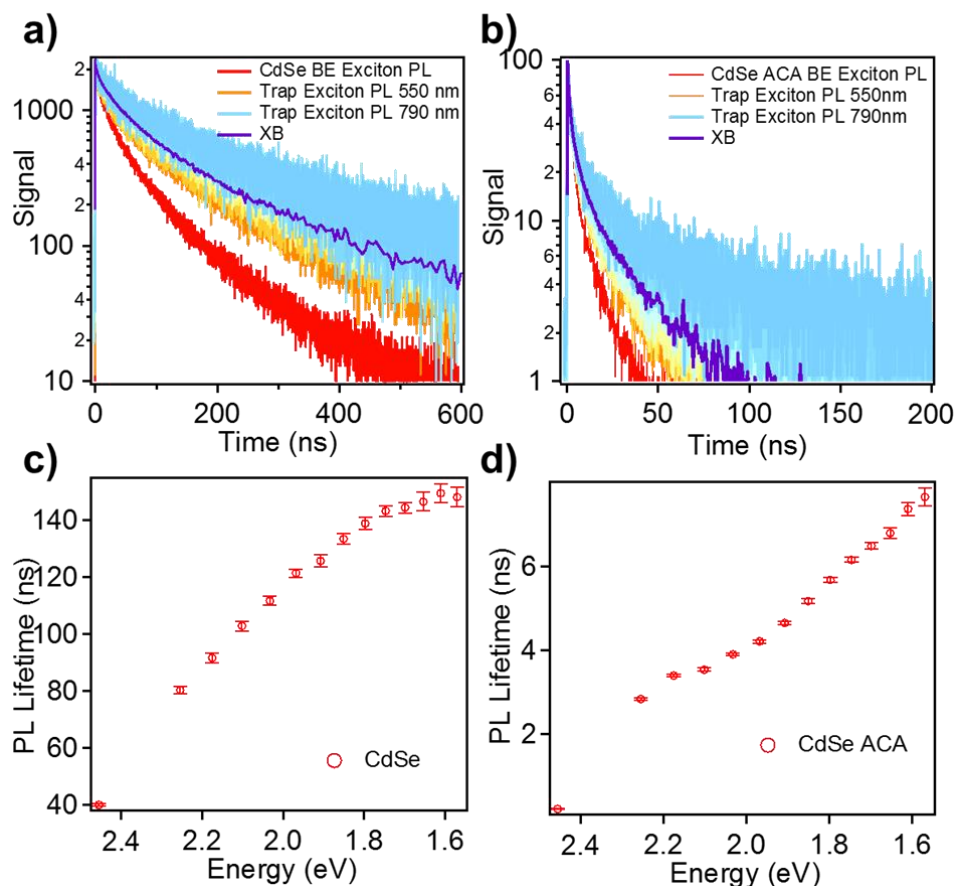 a)
Signal
2
1000
4
2
100
4
2
10
CdSe BE Exciton PL
Trap Exciton PL 550 nm
Trap Exciton PL 790 nm
XB
0
200
400
600
Time (ns)
b)
Signal
100
6
4
2
10
6
4
2
1
CdSe ACA BE Exciton PL
Trap Exciton PL 550nm
Trap Exciton PL 790nm
XB
0
50
100
150
200
Time (ns)
c)
PL Lifetime (ns)
140
120
100
80
60
40
CdSe
2.4
2.2
2.0
1.8
1.6
Energy (eV)
d)
PL Lifetime (ns)
6
4
2
CdSe ACA
2.4
2.2
2.0
1.8
1.6
Energy (eV)